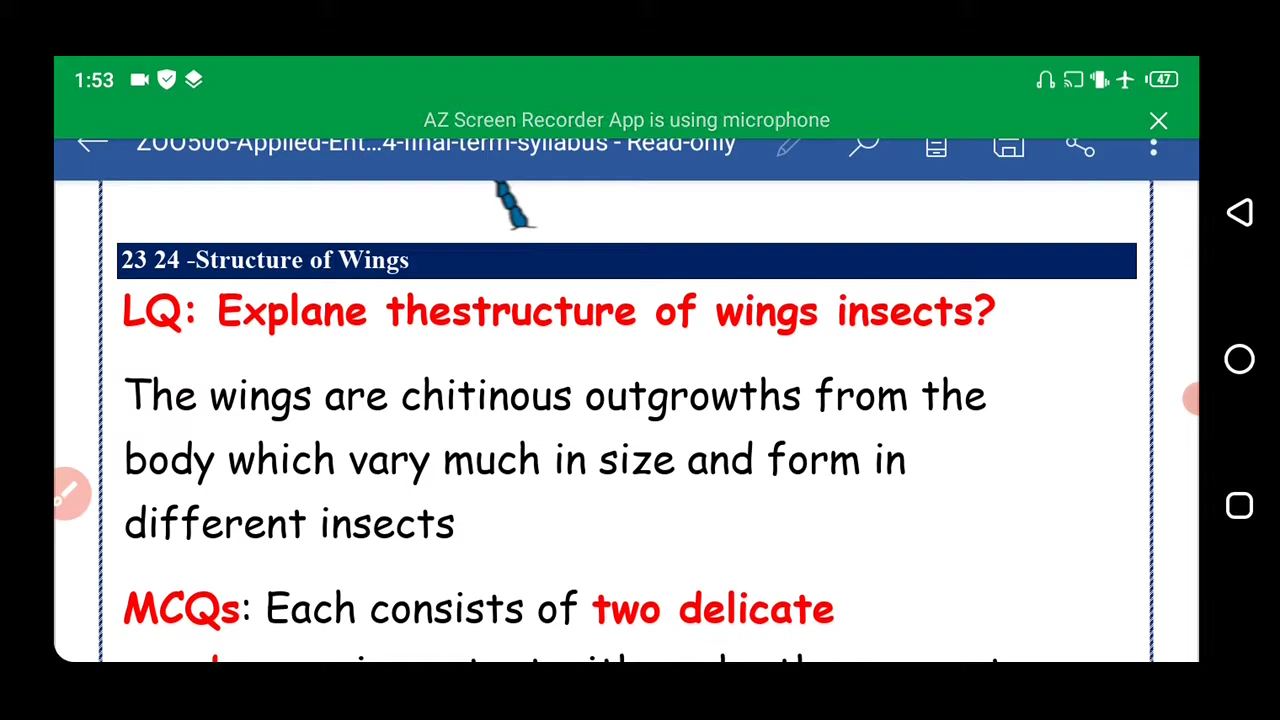 1:53
47
AZ Screen Recorder App is using microphone
ZOO506-Applied-Ent...4-final-term-syllabus - Read-only
23 24 -Structure of Wings
LQ: Explane thestructure of wings insects?
The wings are chitinous outgrowths from the
body which vary much in size and form in
different insects
MCQs: Each consists of two delicate